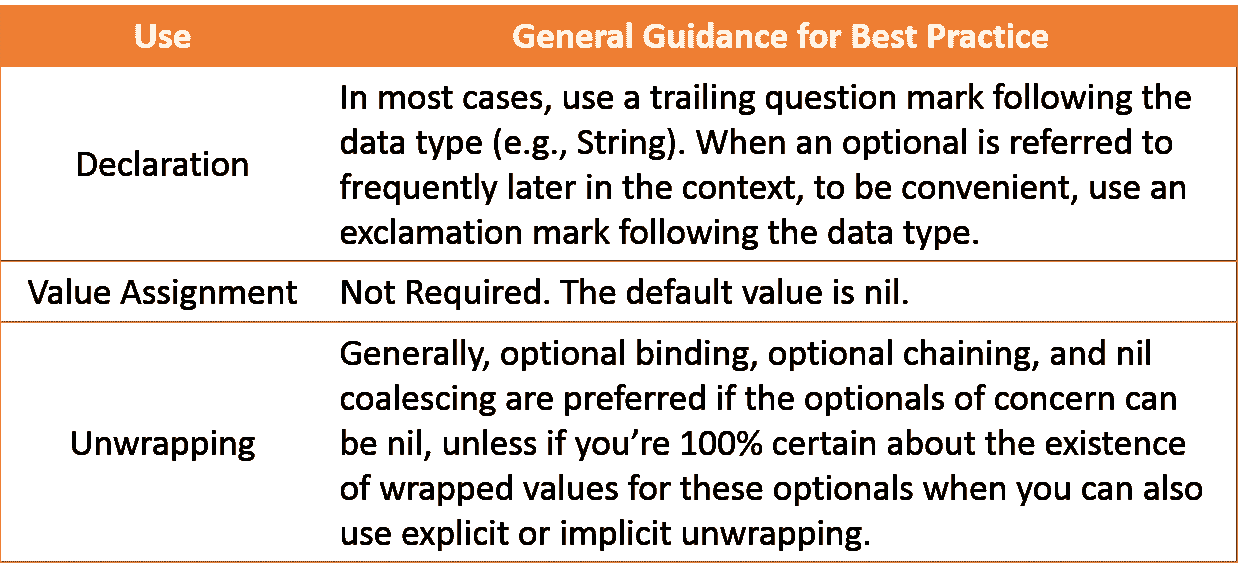 Use
General Guidance for Best Practice
Declaration
In most cases, use a trailing question mark following the
data type (e.g., String). When an optional is referred to
frequently later in the context, to be convenient, use an
exclamation mark following the data type.
Value Assignment
Not Required. The default value is nil.
Unwrapping
Generally, optional binding, optional chaining, and nil
coalescing are preferred if the optionals of concern can
be nil, unless if you’re 100% certain about the existence
of wrapped values for these optionals when you can also
use explicit or implicit unwrapping.